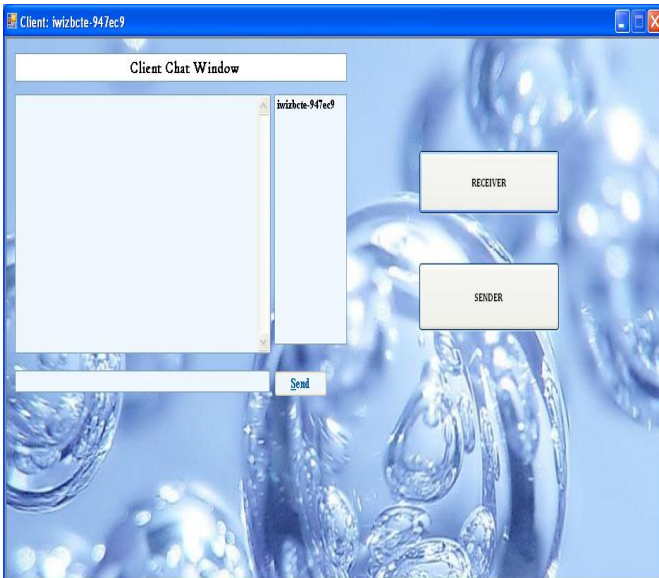 Client: iwizbcte-947ec9
Client Chat Window
iwizbcte-947ec9
RECEIVER
SENDER
Send